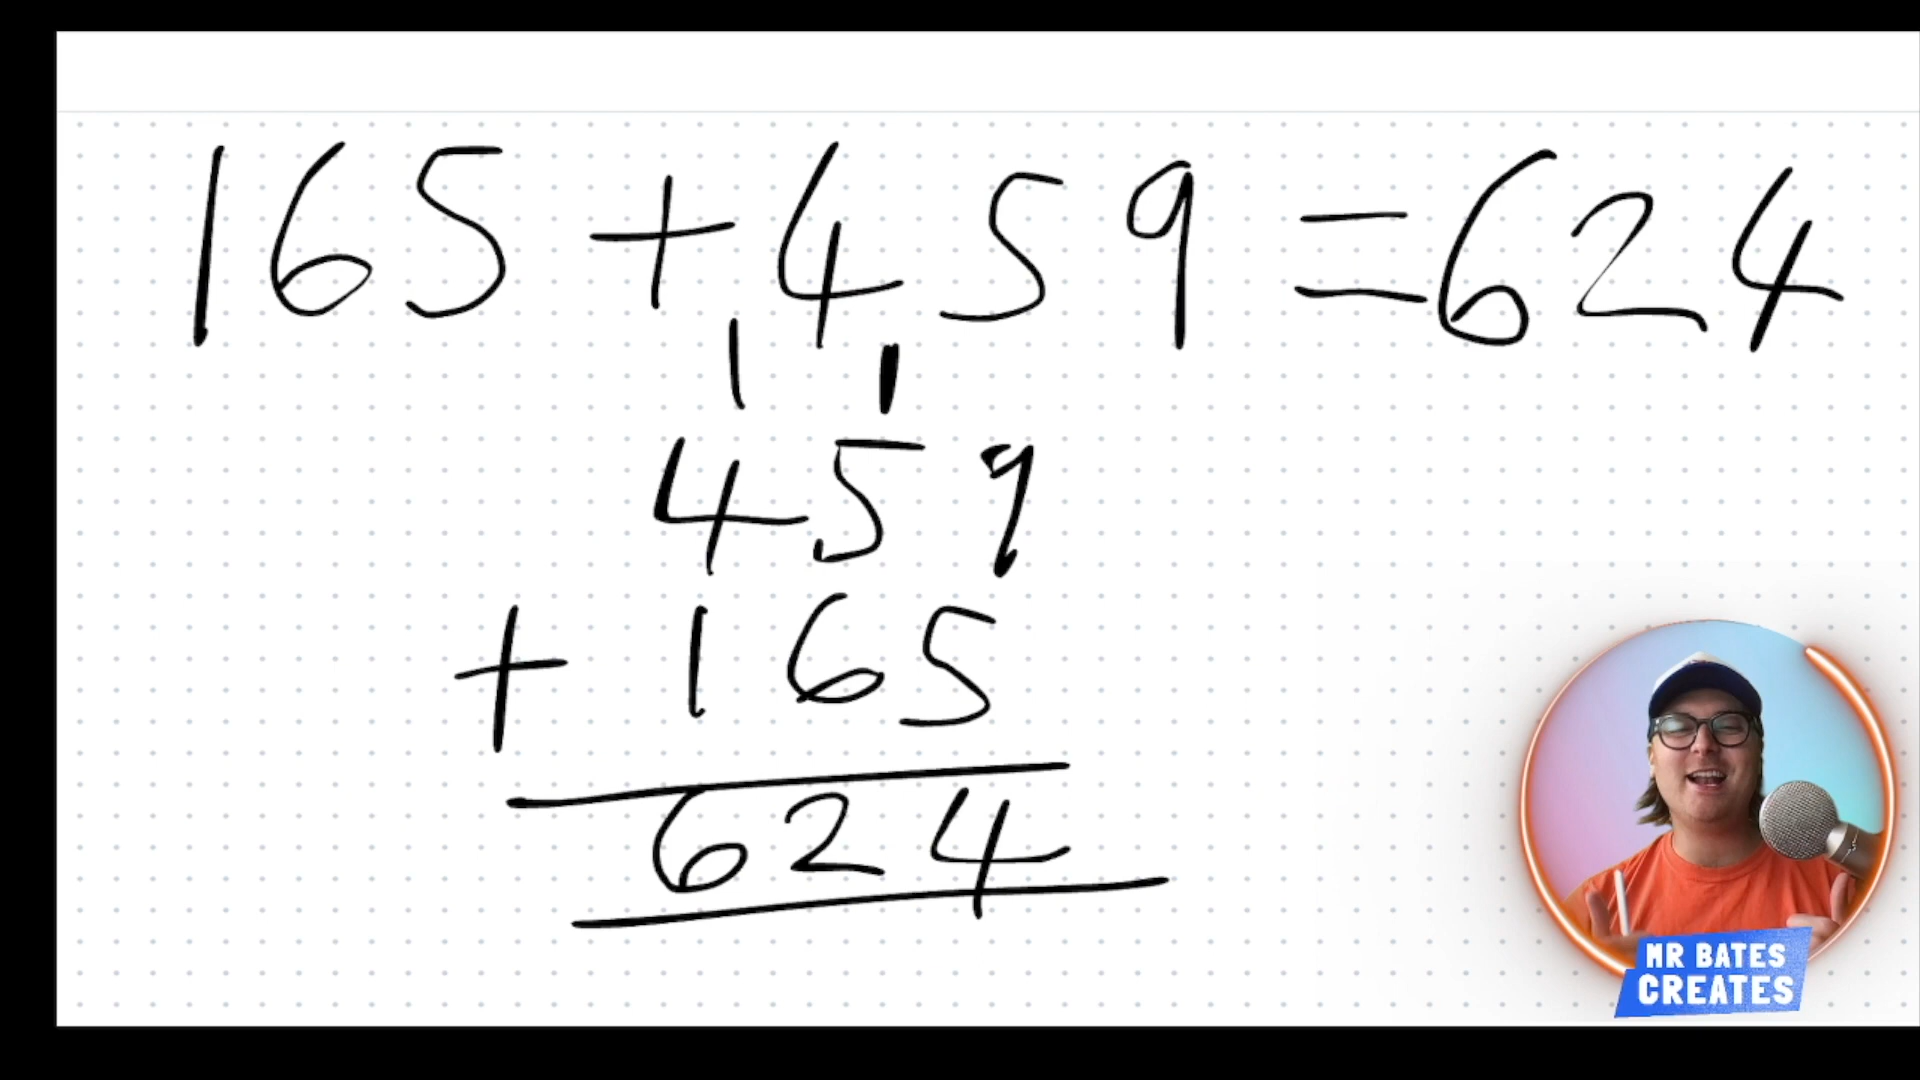 165 + 459 = 624
1 1
459
+ 165
624
MR BATES
CREATES